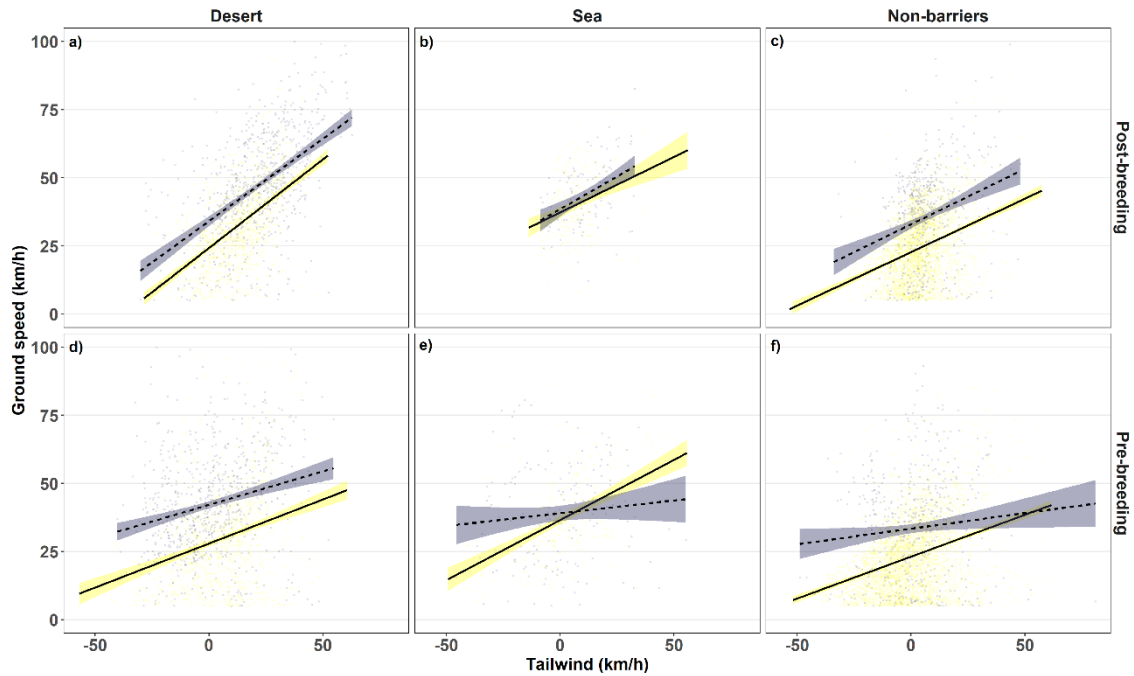 Desert Sea Non-barriers
a) b) c)
100
75
50
25
0
Post-breeding
Ground speed (km/h)
d) e) f)
100
75
50
25
0
Pre-breeding
-50 0 50 -50 0 50 -50 0 50
Tailwind (km/h)